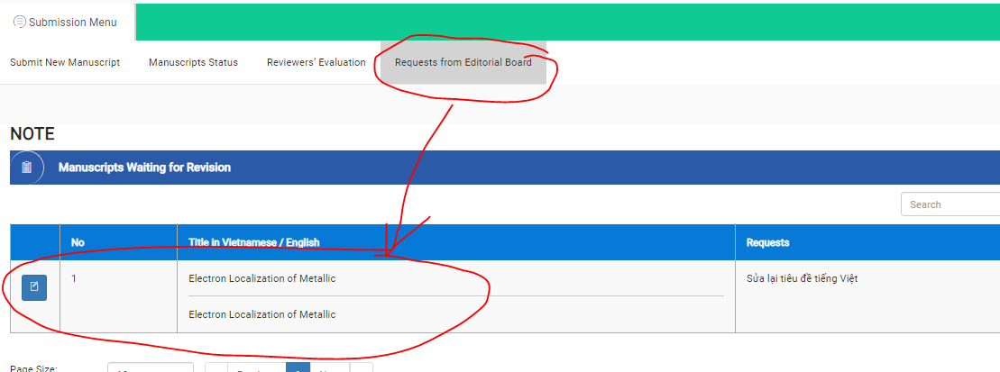 Submission Menu
Submit New Manuscript Manuscripts Status Reviewers' Evaluation Requests from Editorial Board
NOTE
Manuscripts Waiting for Revision
Search
No Title in Vietnamese / English Requests
1 Electron Localization of Metallic Sửa lại tiêu đề tiếng Việt
Electron Localization of Metallic
Page Size: